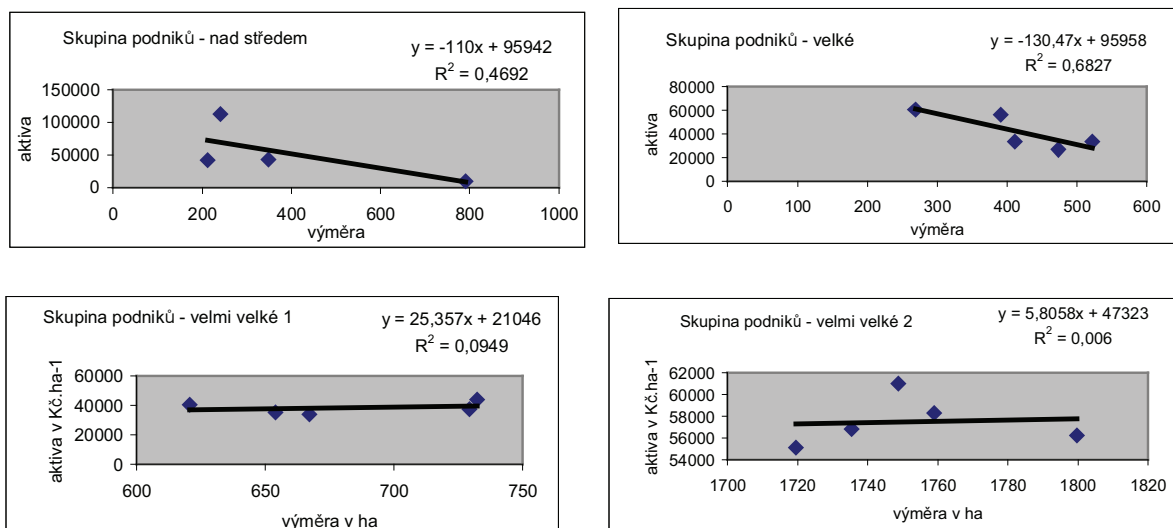 Skupina podniků - nad středem
y = -110x + 95942
R² = 0,4692
150000
100000
50000
0
aktiva
0 200 400 600 800 1000
výměra
Skupina podniků - velké
y = -130,47x + 95958
R² = 0,6827
80000
60000
40000
20000
0
aktiva
0 100 200 300 400 500 600
výměra
Skupina podniků - velmi velké 1
y = 25,357x + 21046
R² = 0,0949
60000
40000
20000
0
aktiva v Kč.ha-1
600 650 700 750
výměra v ha
Skupina podniků - velmi velké 2
y = 5,8058x + 47323
R² = 0,006
62000
60000
58000
56000
54000
aktiva v Kč.ha-1
1700 1720 1740 1760 1780 1800 1820
výměra v ha